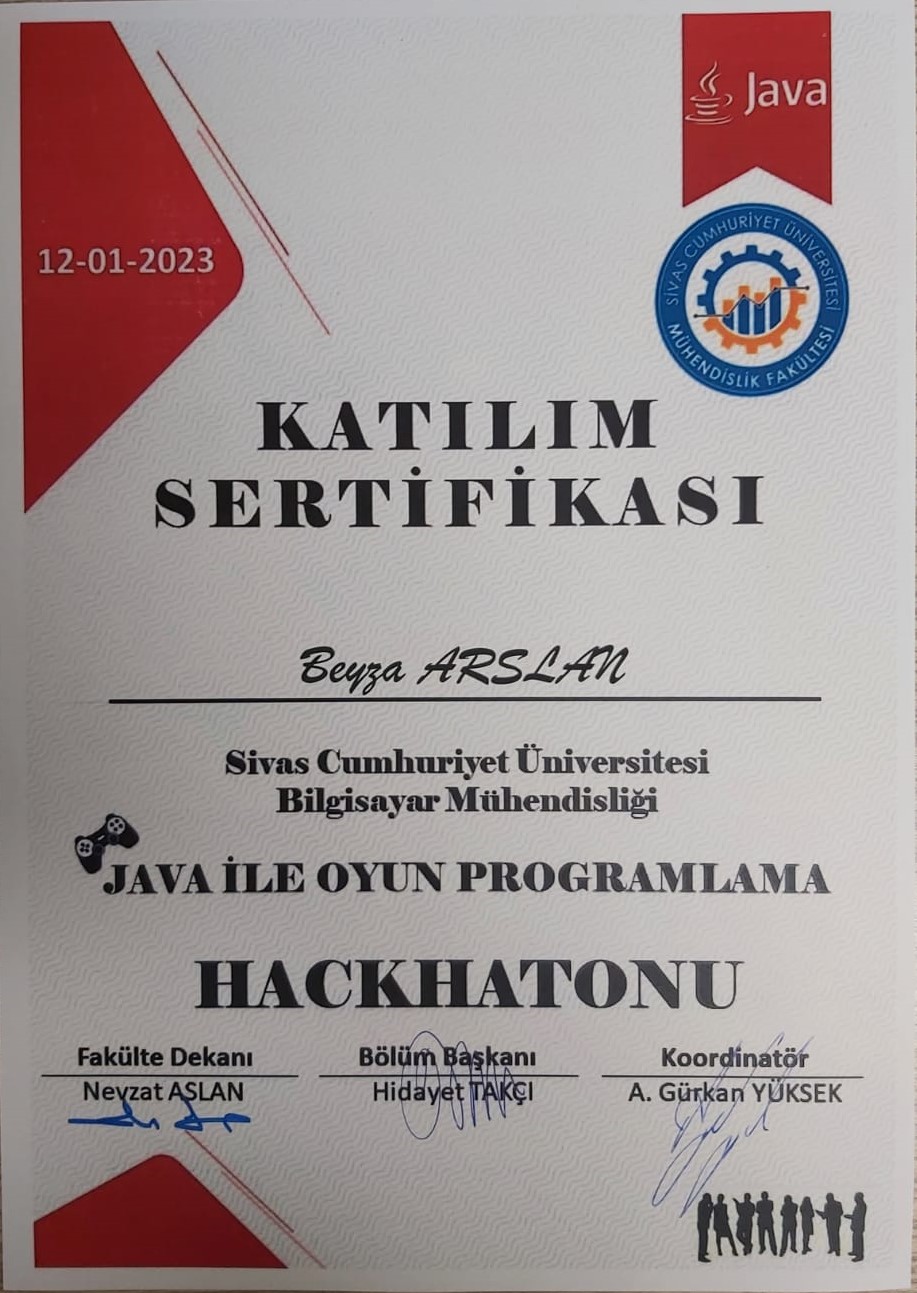 Java
12-01-2023
SİVAS CUMHURİYET ÜNİVERSİTESİ
MÜHENDİSLİK FAKÜLTESİ
KATILIM
SERTİFİKASI
Beyza ARSLAN
Sivas Cumhuriyet Üniversitesi
Bilgisayar Mühendisliği
JAVA İLE OYUN PROGRAMLAMA
HACKHATONU
Fakülte Dekanı
Bölüm Başkanı
Koordinatör
Nevzat ASLAN
Hidayet TAKÇI
A. Gürkan YÜKSEK